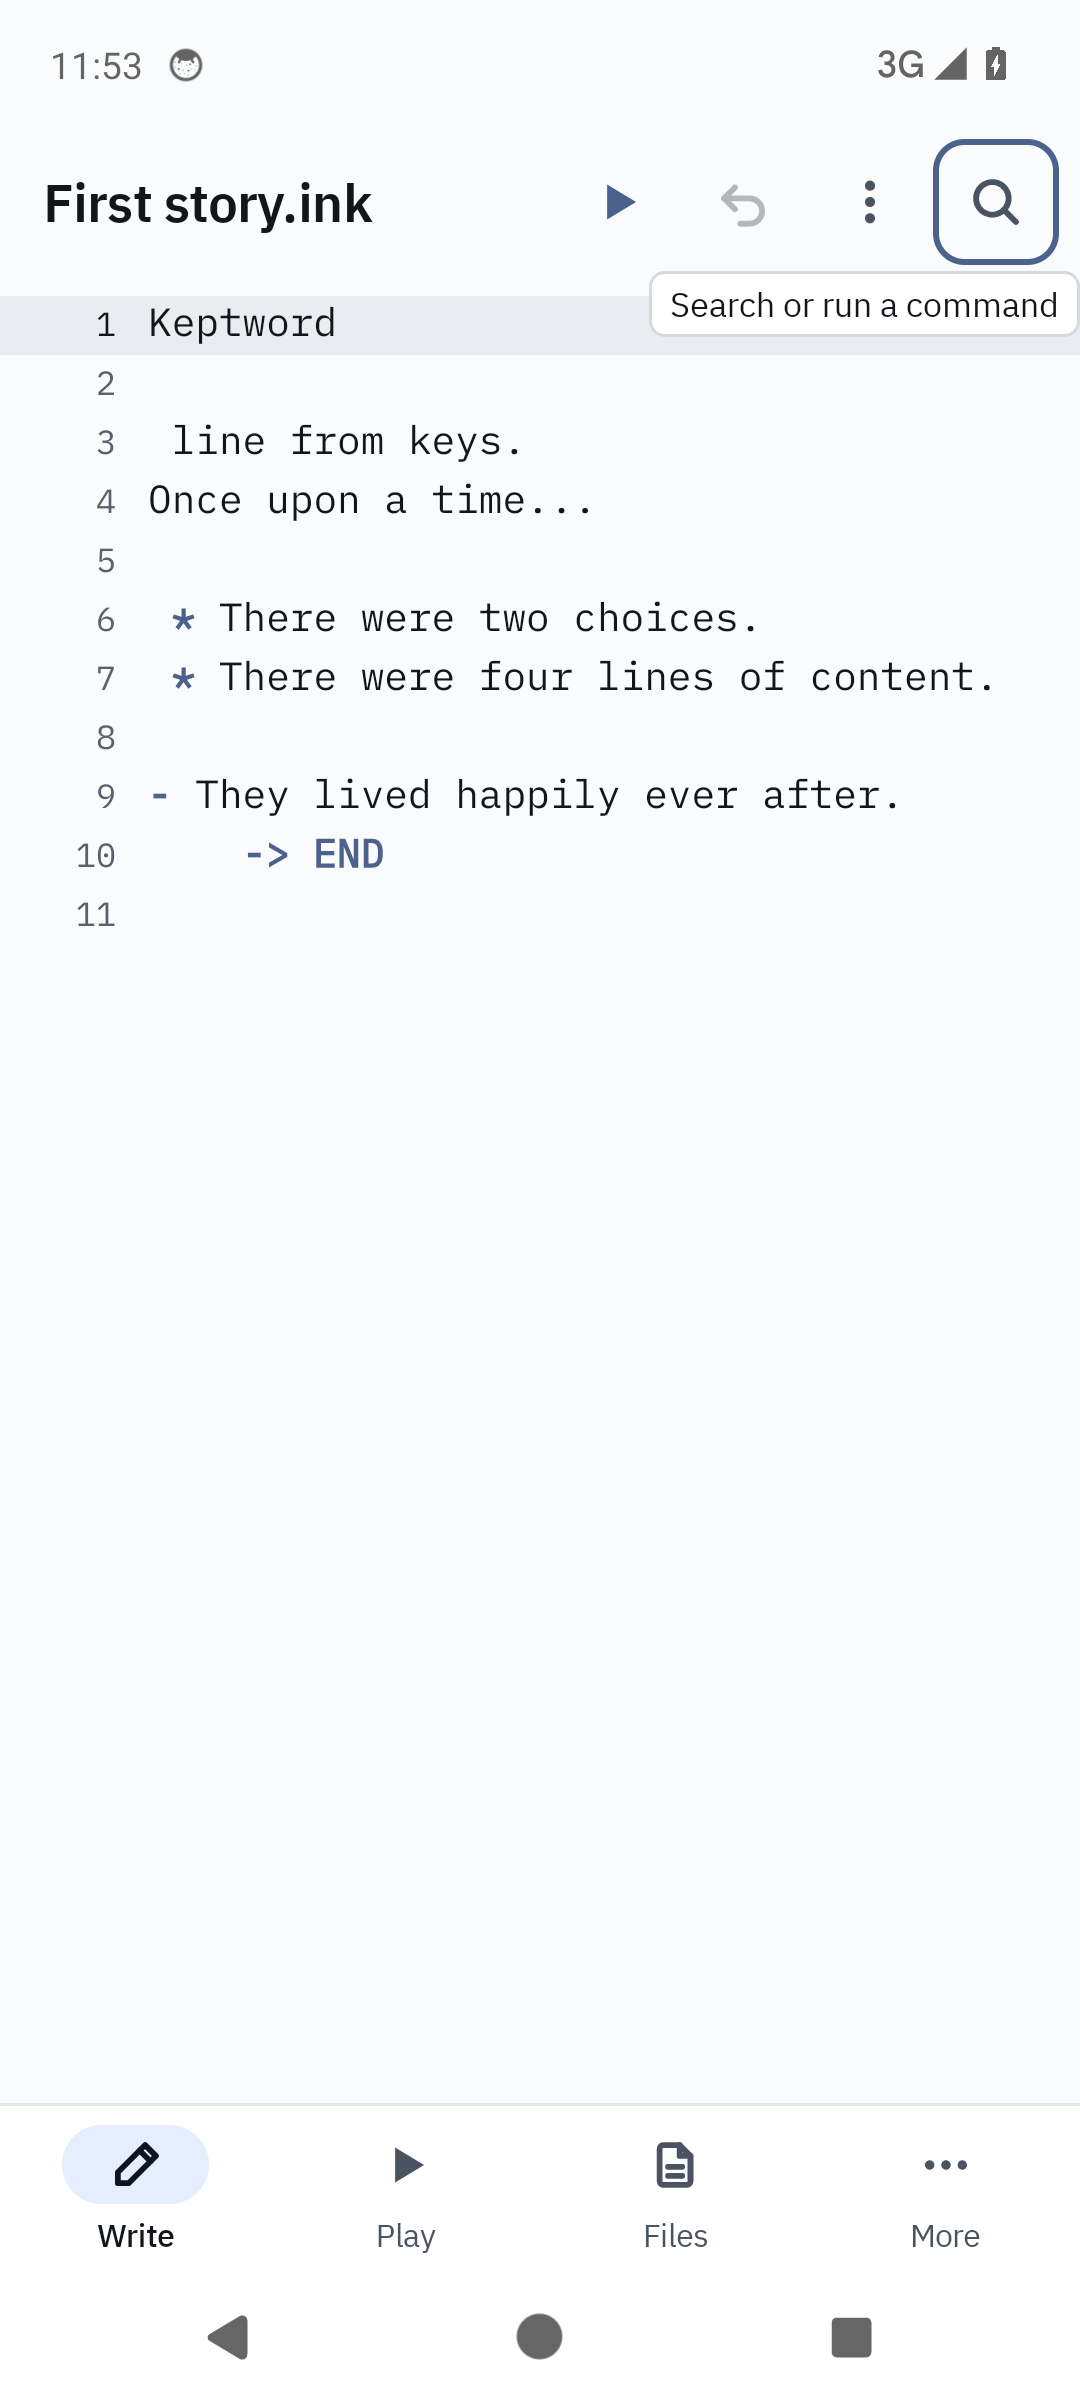 11:53
3G
First story.ink
Search or run a command
1 Keptword
2
3 line from keys.
4 Once upon a time...
5
6 * There were two choices.
7 * There were four lines of content.
8
9 - They lived happily ever after.
10 -> END
11
Write Play Files More